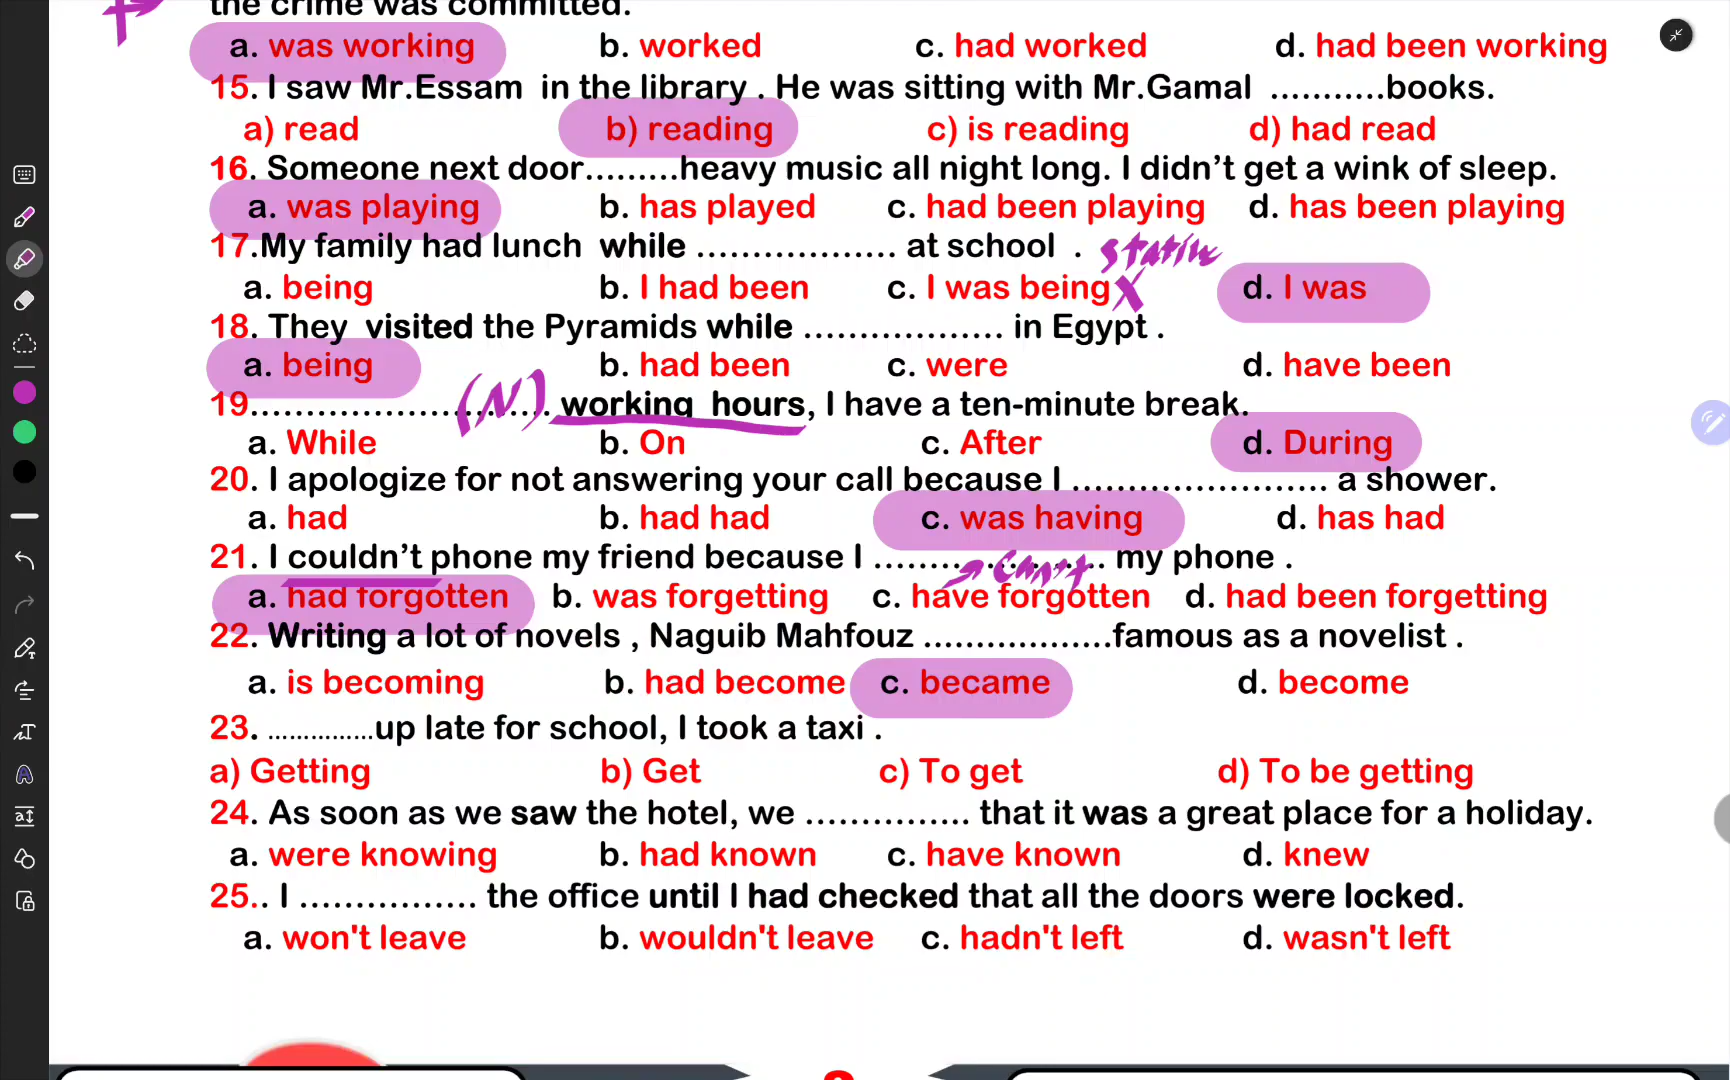 the crime was committed.
a. was working b. worked c. had worked d. had been working
15. I saw Mr.Essam in the library . He was sitting with Mr.Gamal ...........books.
a) read b) reading c) is reading d) had read
16. Someone next door.........heavy music all night long. I didn't get a wink of sleep.
a. was playing b. has played c. had been playing d. has been playing
17.My family had lunch while .................. at school . stative
a. being b. I had been c. I was being X d. I was
18. They visited the Pyramids while .................. in Egypt .
a. being b. had been c. were d. have been
19........................... (N) working hours, I have a ten-minute break.
a. While b. On c. After d. During
20. I apologize for not answering your call because I ....................... a shower.
a. had b. had had c. was having d. has had
21. I couldn't phone my friend because I ..................... my phone .
can't
a. had forgotten b. was forgetting c. have forgotten d. had been forgetting
22. Writing a lot of novels , Naguib Mahfouz .................famous as a novelist .
a. is becoming b. had become c. became d. become
23. ...............up late for school, I took a taxi .
a) Getting b) Get c) To get d) To be getting
24. As soon as we saw the hotel, we ............... that it was a great place for a holiday.
a. were knowing b. had known c. have known d. knew
25.. I ................ the office until I had checked that all the doors were locked.
a. won't leave b. wouldn't leave c. hadn't left d. wasn't left